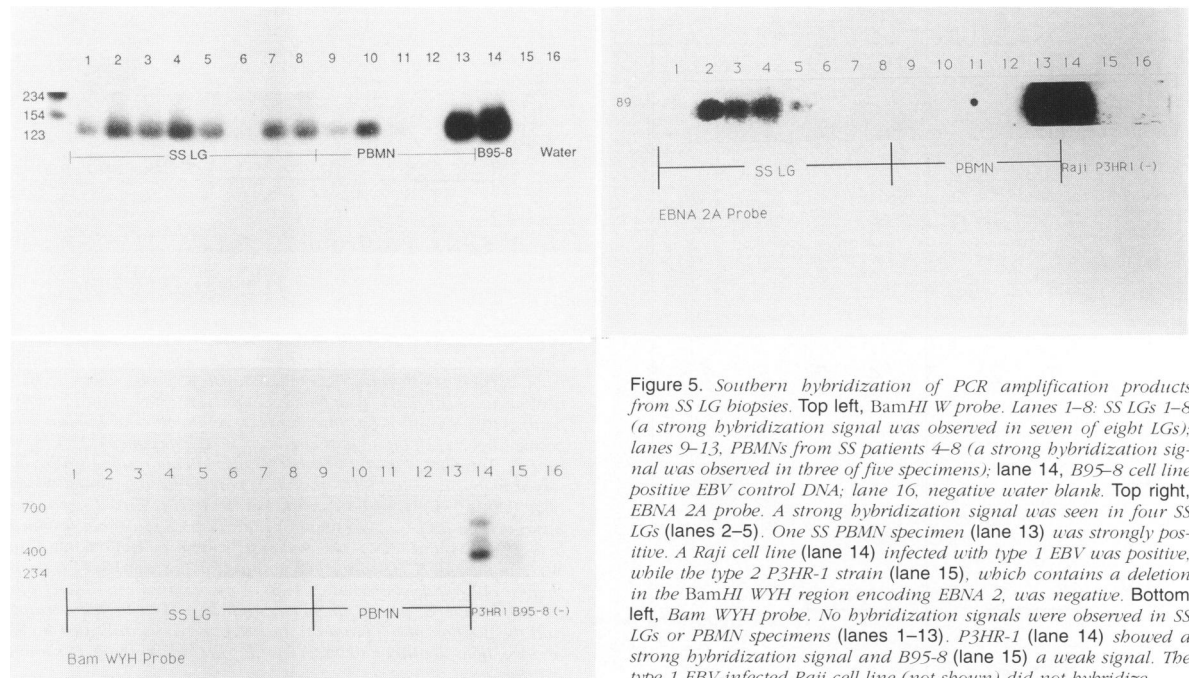 1 2 3 4 5 6 7 8 9 10 11 12 13 14 15 16
234
154
123
SS LG PBMN B95-8 Water
1 2 3 4 5 6 7 8 9 10 11 12 13 14 15 16
89
SS LG PBMN Raji P3HR1 (-)
EBNA 2A Probe
1 2 3 4 5 6 7 8 9 10 11 12 13 14 15 16
700
400
234
SS LG PBMN P3HR1 B95-8 (-)
Bam WYH Probe
Figure 5. Southern hybridization of PCR amplification products
from SS LG biopsies. Top left, BamHI W probe. Lanes 1–8: SS LGs 1–8
(a strong hybridization signal was observed in seven of eight LGs);
lanes 9–13, PBMNs from SS patients 4–8 (a strong hybridization sig-
nal was observed in three of five specimens); lane 14, B95–8 cell line
positive EBV control DNA; lane 16, negative water blank. Top right,
EBNA 2A probe. A strong hybridization signal was seen in four SS
LGs (lanes 2–5). One SS PBMN specimen (lane 13) was strongly pos-
itive. A Raji cell line (lane 14) infected with type 1 EBV was positive,
while the type 2 P3HR-1 strain (lane 15), which contains a deletion
in the BamHI WYH region encoding EBNA 2, was negative. Bottom
left, Bam WYH probe. No hybridization signals were observed in SS
LGs or PBMN specimens (lanes 1–13). P3HR-1 (lane 14) showed a
strong hybridization signal and B95-8 (lane 15) a weak signal. The
type 1 EBV infected Raji cell line (not shown) did not hybridize